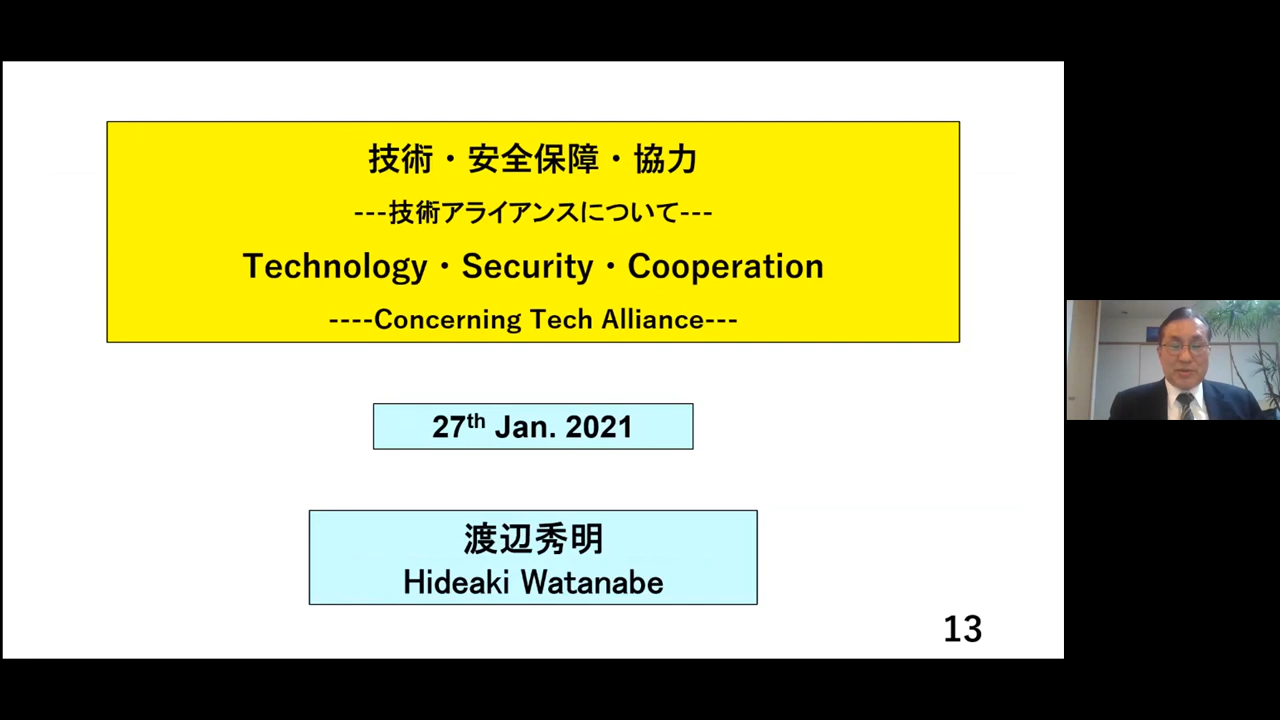 技術・安全保障・協力
---技術アライアンスについて---
Technology・Security・Cooperation
----Concerning Tech Alliance---
27th Jan. 2021
渡辺秀明
Hideaki Watanabe
13